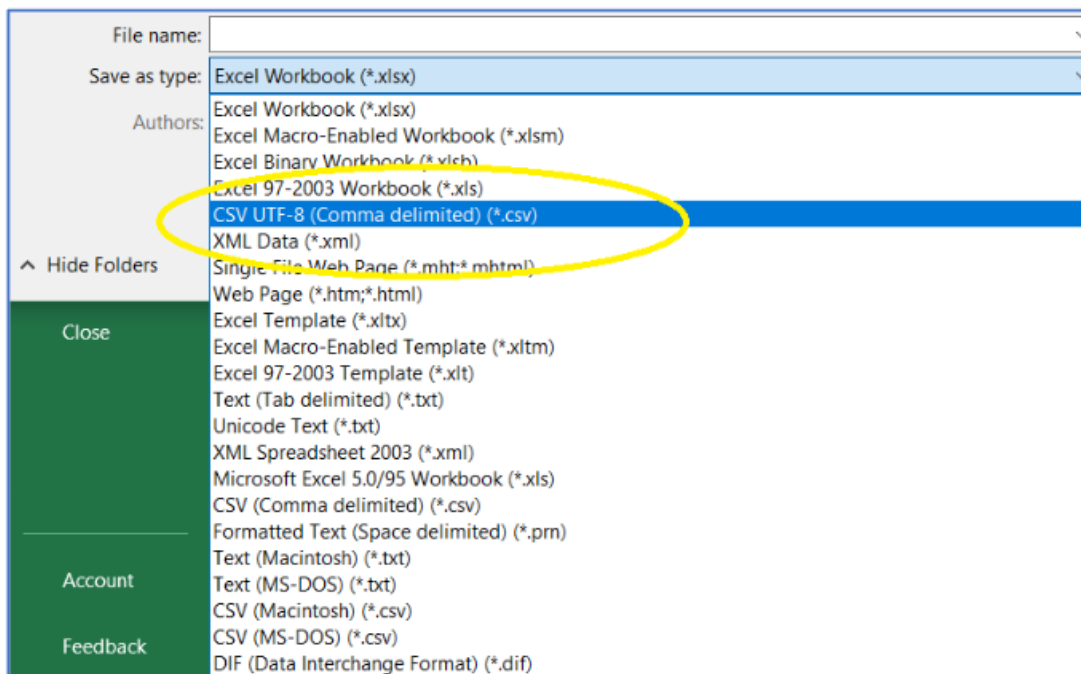 File name:
Save as type: Excel Workbook (*.xlsx)
Authors:
Excel Workbook (*.xlsx)
Excel Macro-Enabled Workbook (*.xlsm)
Excel Binary Workbook (*.xlsb)
Excel 97-2003 Workbook (*.xls)
CSV UTF-8 (Comma delimited) (*.csv)
XML Data (*.xml)
Single File Web Page (*.mht;*.mhtml)
Web Page (*.htm;*.html)
Excel Template (*.xltx)
Excel Macro-Enabled Template (*.xltm)
Excel 97-2003 Template (*.xlt)
Text (Tab delimited) (*.txt)
Unicode Text (*.txt)
XML Spreadsheet 2003 (*.xml)
Microsoft Excel 5.0/95 Workbook (*.xls)
CSV (Comma delimited) (*.csv)
Formatted Text (Space delimited) (*.prn)
Text (Macintosh) (*.txt)
Text (MS-DOS) (*.txt)
CSV (Macintosh) (*.csv)
CSV (MS-DOS) (*.csv)
DIF (Data Interchange Format) (*.dif)
Hide Folders
Close
Account
Feedback